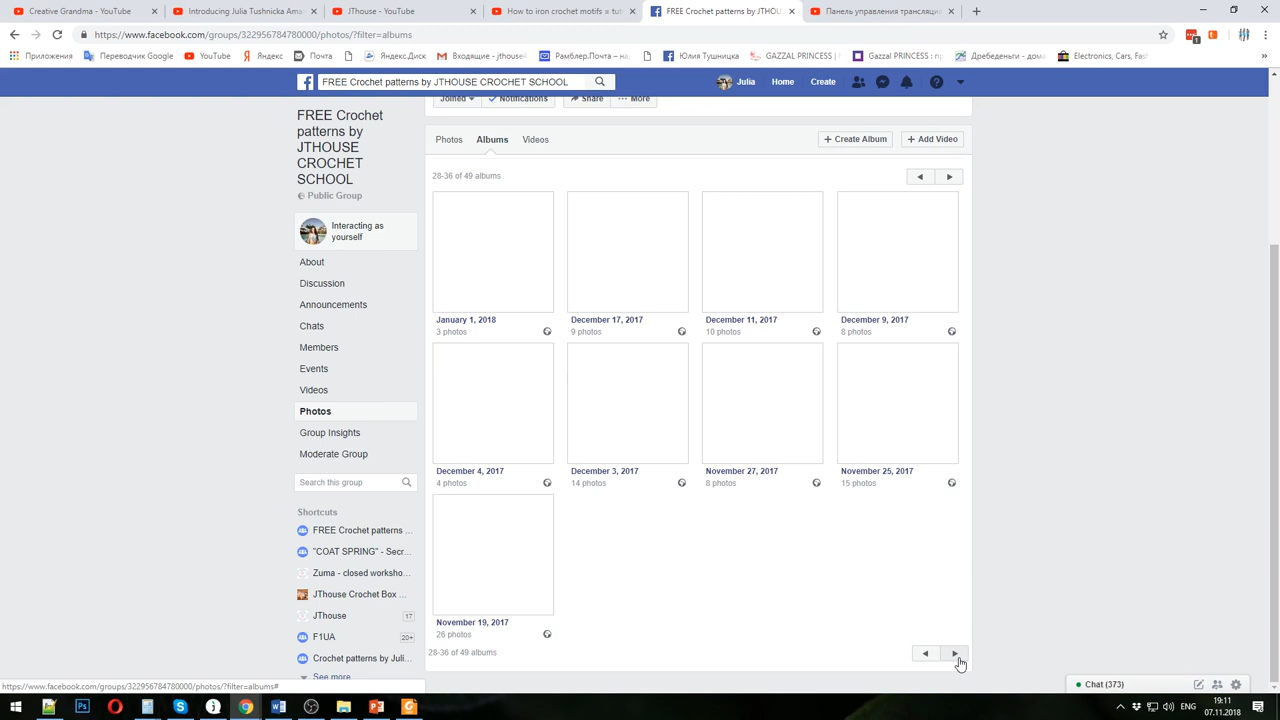 Creative Grandma - YouTube
Introducing Julia Tushnicka Ama
JThouse - YouTube
How to iron crochet motifs = tut
FREE Crochet patterns by JTHOUS
Панель управления трансляция
https://www.facebook.com/groups/322956784780000/photos/?filter=albums
Приложения
Переводчик Google
YouTube
Яндекс
Почта
Яндекс.Диск
Входящие - jthouse
Рамблер.Почта – на
Юлия Тушницка
GAZZAL PRINCESS |
Gazzal PRINCESS : пр
Дребеденьги - дома
Electronics, Cars, Fas
FREE Crochet patterns by JTHOUSE CROCHET SCHOOL
Julia
Home
Create
Joined
Notifications
Share
More
FREE Crochet
patterns by
JTHOUSE
CROCHET
SCHOOL
Public Group
Interacting as
yourself
About
Discussion
Announcements
Chats
Members
Events
Videos
Photos
Group Insights
Moderate Group
Search this group
Shortcuts
FREE Crochet patterns ...
"COAT SPRING" - Secr...
Zuma - closed worksho...
JThouse Crochet Box ...
JThouse 17
F1UA 20+
Crochet patterns by Juli...
See more
Photos Albums Videos
+ Create Album + Add Video
28-36 of 49 albums
January 1, 2018 December 17, 2017 December 11, 2017 December 9, 2017
3 photos 9 photos 10 photos 8 photos
December 4, 2017 December 3, 2017 November 27, 2017 November 25, 2017
4 photos 14 photos 8 photos 15 photos
November 19, 2017
26 photos
28-36 of 49 albums
https://www.facebook.com/groups/322956784780000/photos/?filter=albums#
Chat (373)
ENG
19:11
07.11.2018